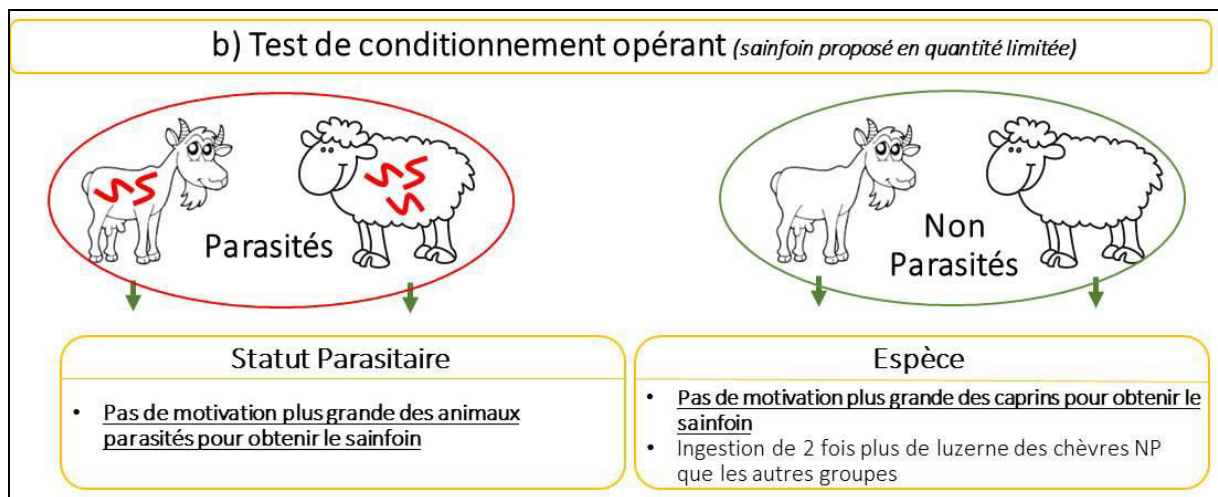 b) Test de conditionnement opérant (sainfoin proposé en quantité limitée)
Parasités
Non
Parasités
Statut Parasitaire
• Pas de motivation plus grande des animaux
parasités pour obtenir le sainfoin
Espèce
• Pas de motivation plus grande des caprins pour obtenir le
sainfoin
• Ingestion de 2 fois plus de luzerne des chèvres NP
que les autres groupes